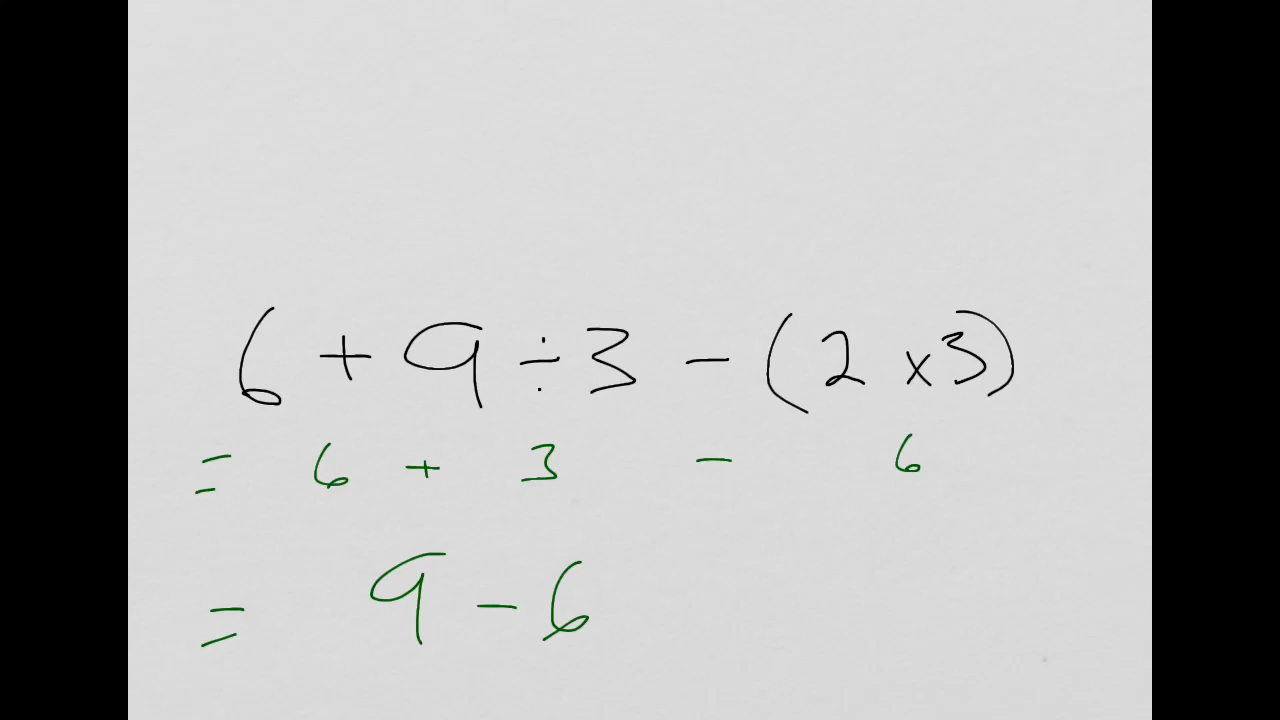 6 + 9 ÷ 3 - (2 x 3)
= 6 + 3 - 6
= 9 - 6